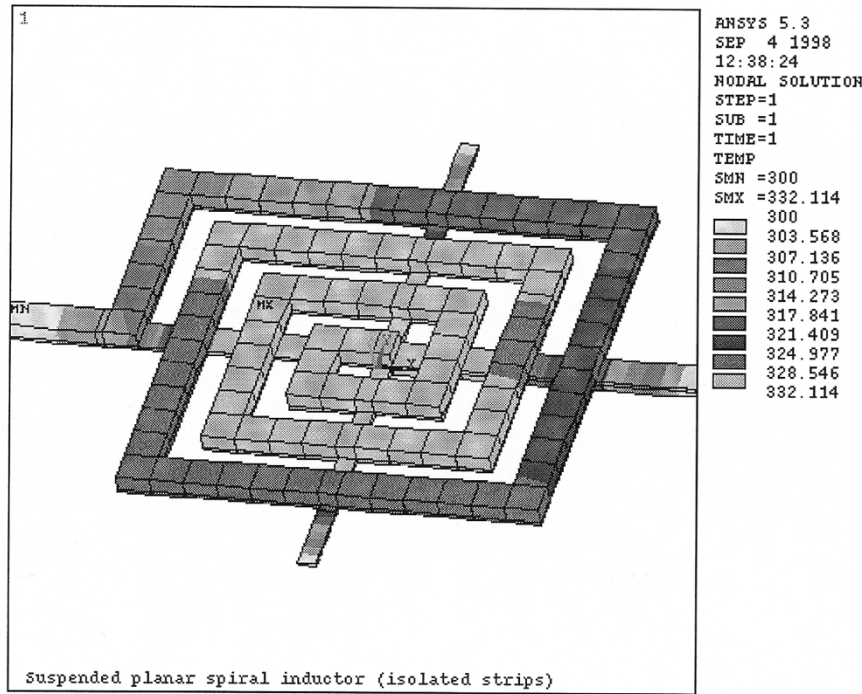 1
ANSYS 5.3
SEP 4 1998
12:38:24
NODAL SOLUTION
STEP=1
SUB =1
TIME=1
TEMP
SMN =300
SMX =332.114
300
303.568
307.136
310.705
314.273
317.841
321.409
324.977
328.546
332.114
MN
MX
X
Suspended planar spiral inductor (isolated strips)